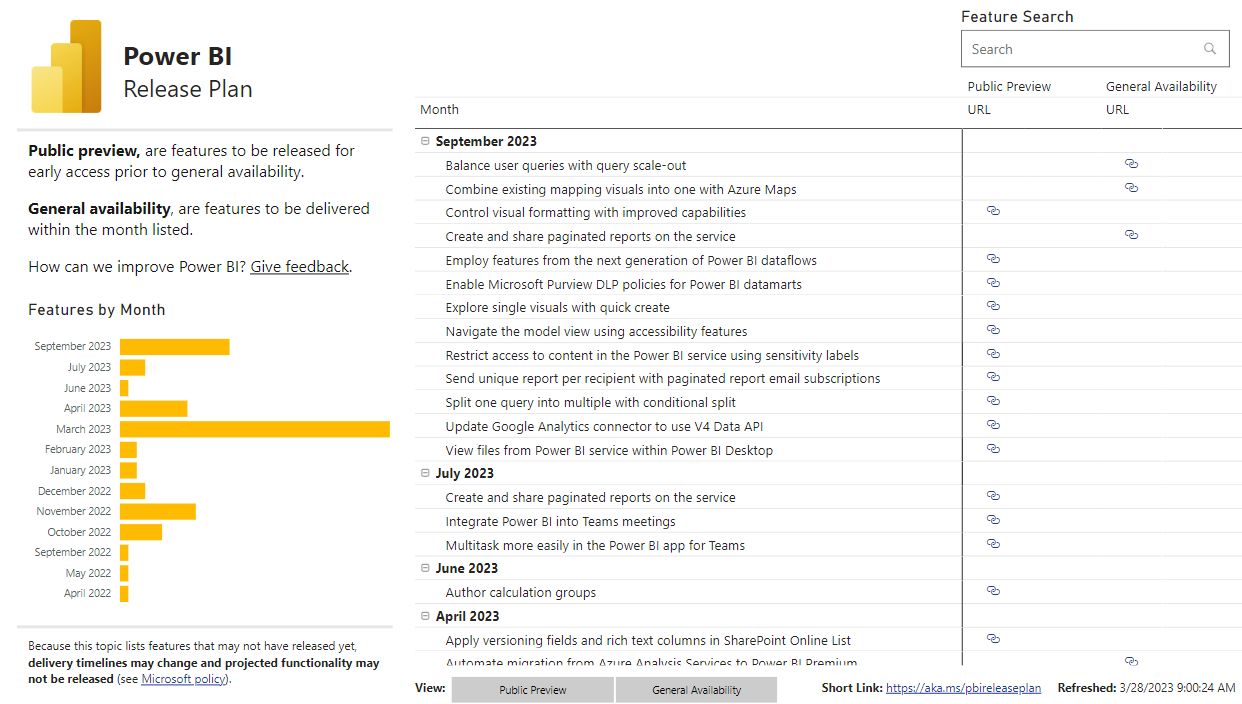 Power BI
Release Plan
Public preview, are features to be released for
early access prior to general availability.
General availability, are features to be delivered
within the month listed.
How can we improve Power BI? Give feedback.
Features by Month
September 2023
July 2023
June 2023
April 2023
March 2023
February 2023
January 2023
December 2022
November 2022
October 2022
September 2022
May 2022
April 2022
Because this topic lists features that may not have released yet,
delivery timelines may change and projected functionality may
not be released (see Microsoft policy).
Feature Search
Search
Public Preview General Availability
Month URL URL
September 2023
Balance user queries with query scale-out
Combine existing mapping visuals into one with Azure Maps
Control visual formatting with improved capabilities
Create and share paginated reports on the service
Employ features from the next generation of Power BI dataflows
Enable Microsoft Purview DLP policies for Power BI datamarts
Explore single visuals with quick create
Navigate the model view using accessibility features
Restrict access to content in the Power BI service using sensitivity labels
Send unique report per recipient with paginated report email subscriptions
Split one query into multiple with conditional split
Update Google Analytics connector to use V4 Data API
View files from Power BI service within Power BI Desktop
July 2023
Create and share paginated reports on the service
Integrate Power BI into Teams meetings
Multitask more easily in the Power BI app for Teams
June 2023
Author calculation groups
April 2023
Apply versioning fields and rich text columns in SharePoint Online List
Automate migration from Azure Analysis Services to Power BI Premium
View: Public Preview General Availability Short Link: https://aka.ms/pbireleaseplan Refreshed: 3/28/2023 9:00:24 AM